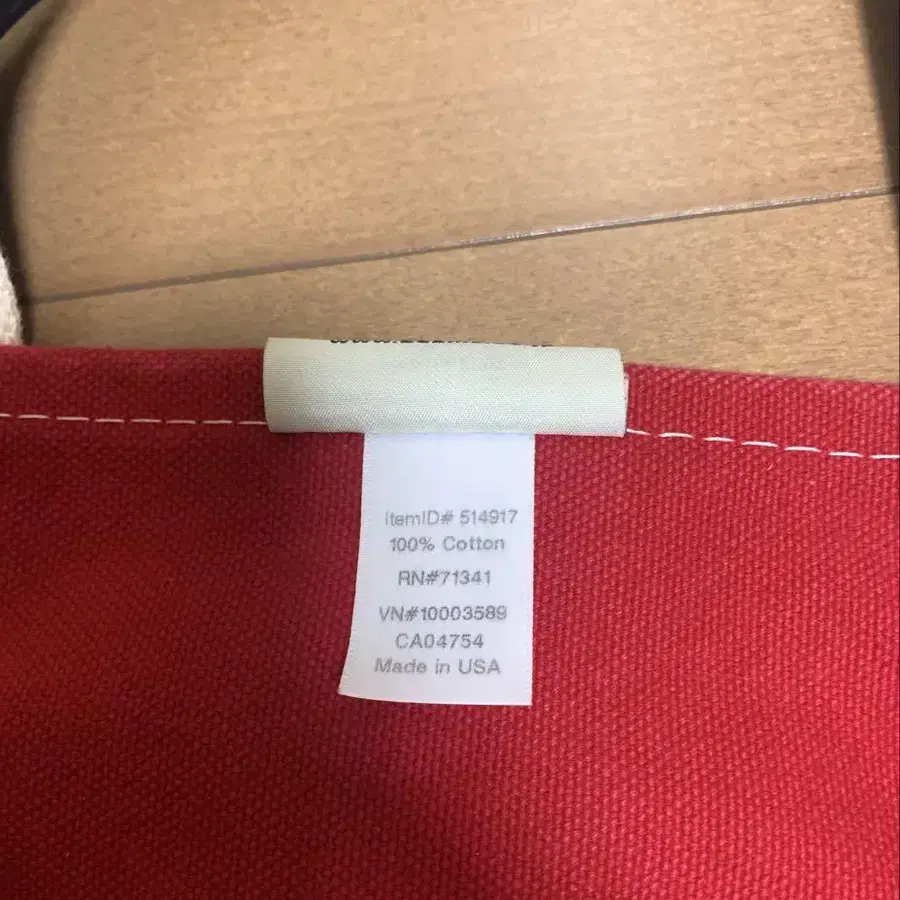 ItemID# 514917
100% Cotton
RN#71341
VN#10003589
CA04754
Made in USA